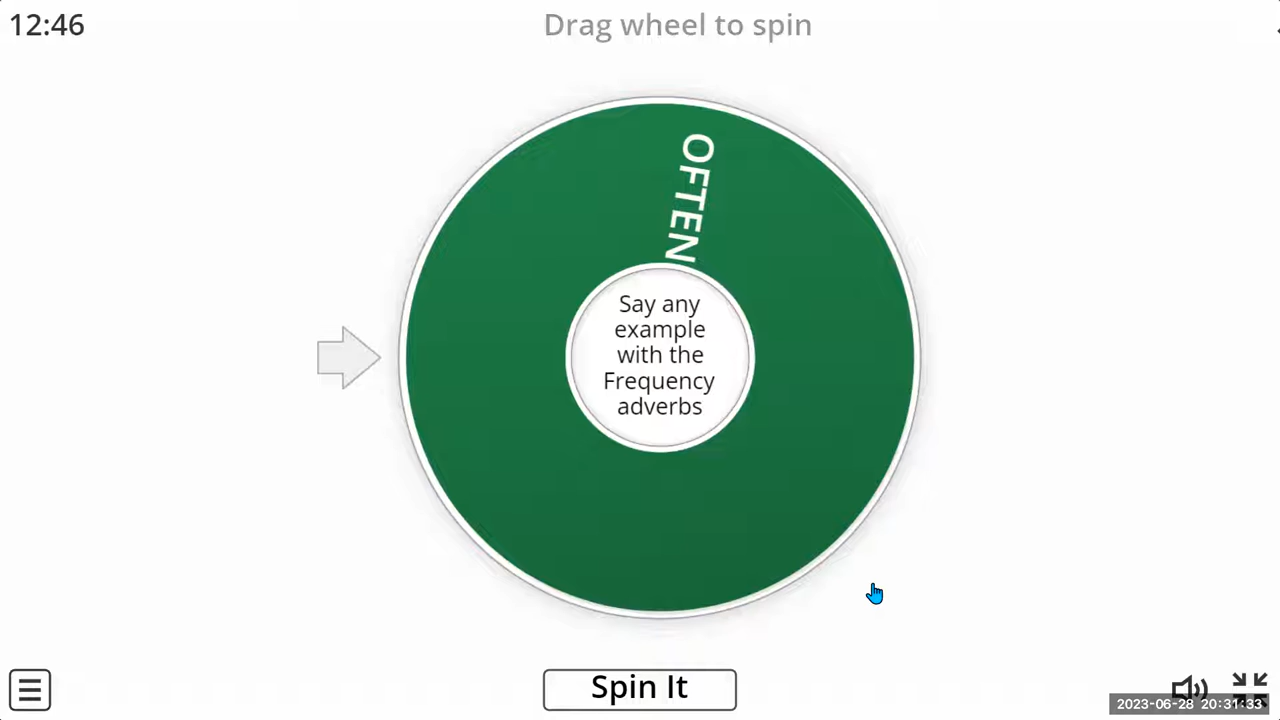 12:46
Drag wheel to spin
OFTEN
Say any
example
with the
Frequency
adverbs
Spin It
2023-06-28 20:31:33